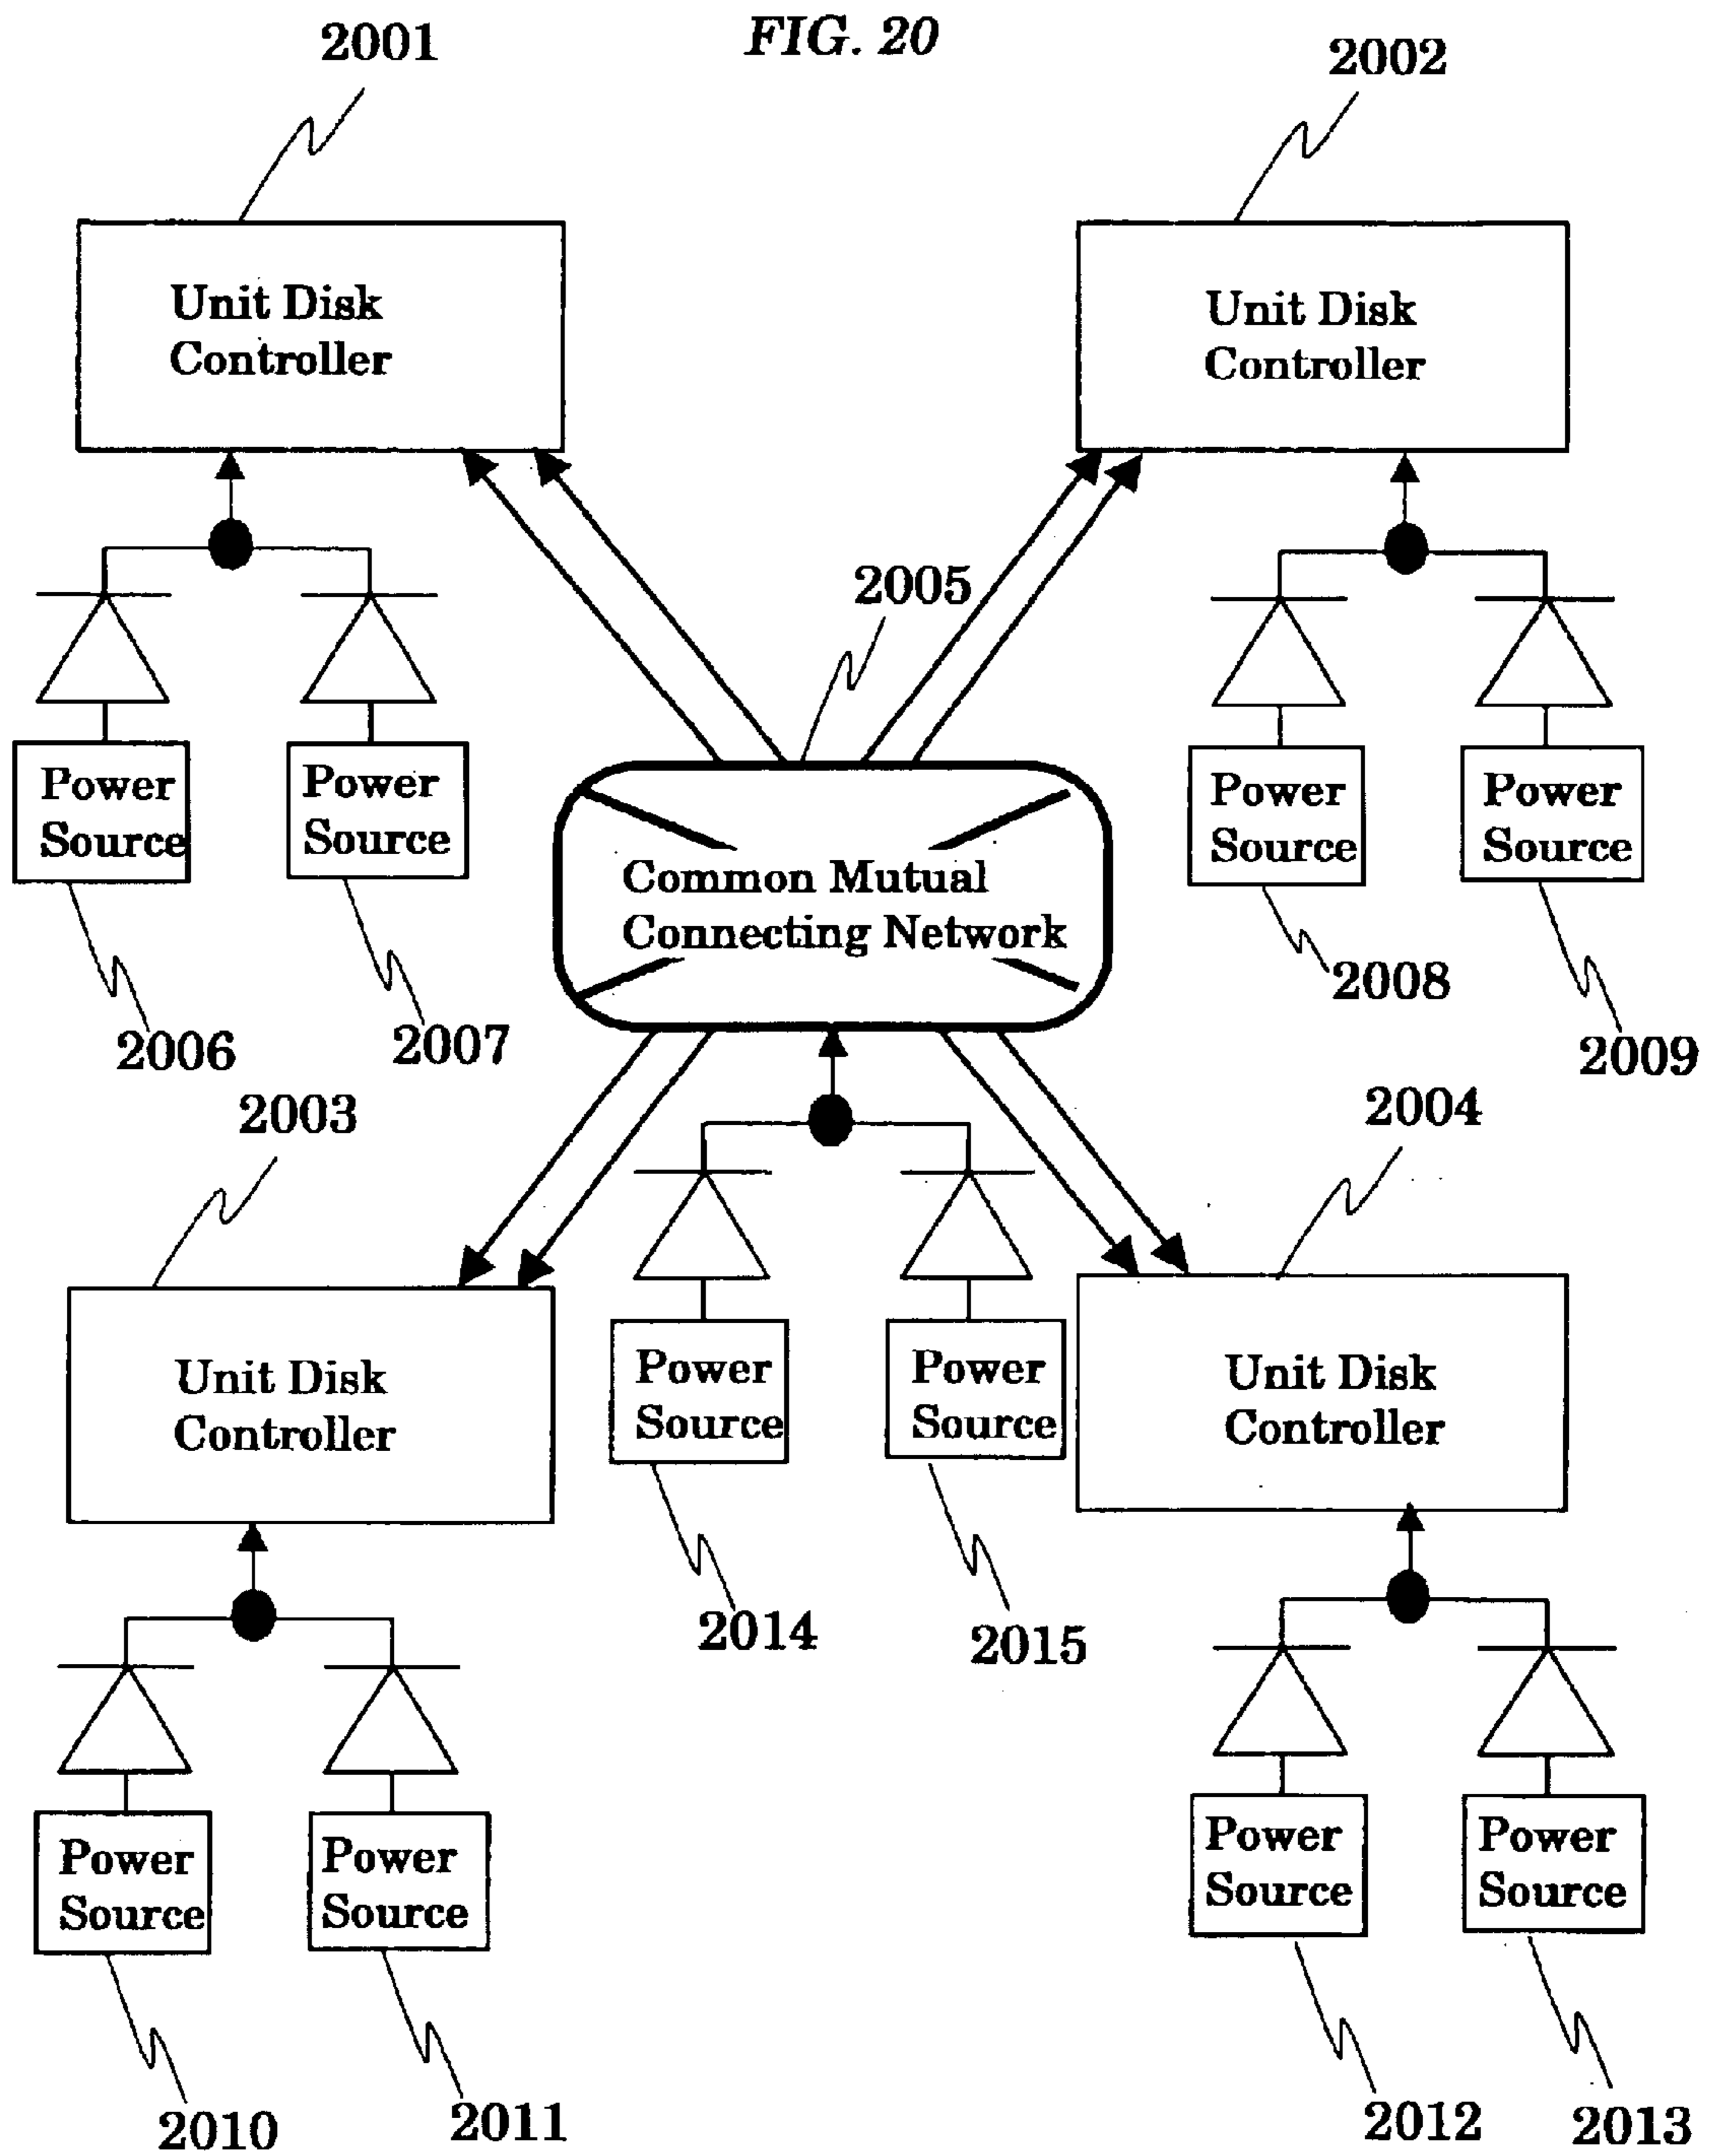 FIG. 20
2001
2002
Unit Disk
Controller
Unit Disk
Controller
2005
Power
Source
Power
Source
Power
Source
Power
Source
Common Mutual
Connecting Network
2006
2007
2008
2009
2003
2004
Unit Disk
Controller
Power
Source
Power
Source
Unit Disk
Controller
2014
2015
Power
Source
Power
Source
Power
Source
Power
Source
2010
2011
2012
2013